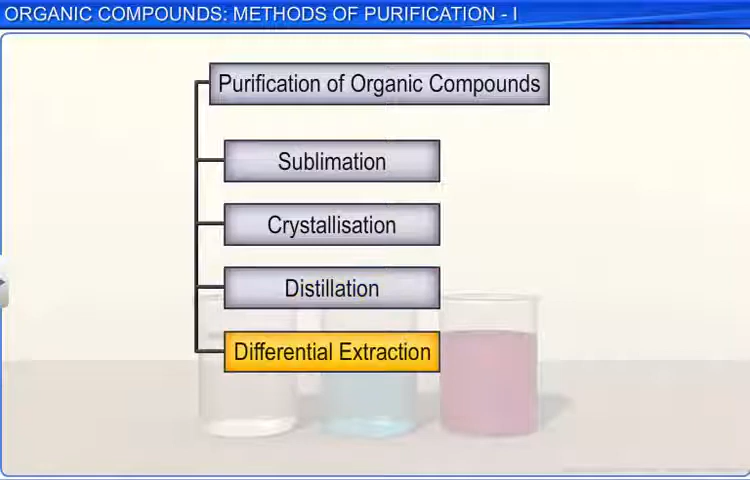 ORGANIC COMPOUNDS: METHODS OF PURIFICATION - I
Purification of Organic Compounds
Sublimation
Crystallisation
Distillation
Differential Extraction